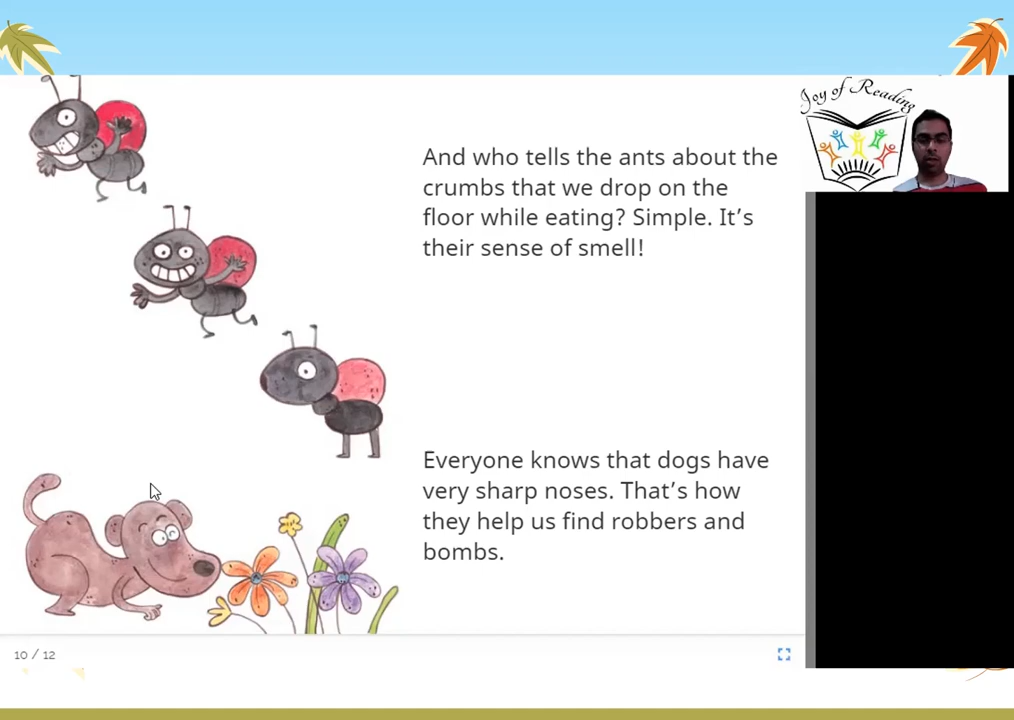 Joy of Reading
And who tells the ants about the
crumbs that we drop on the
floor while eating? Simple. It’s
their sense of smell!
Everyone knows that dogs have
very sharp noses. That’s how
they help us find robbers and
bombs.
10 / 12